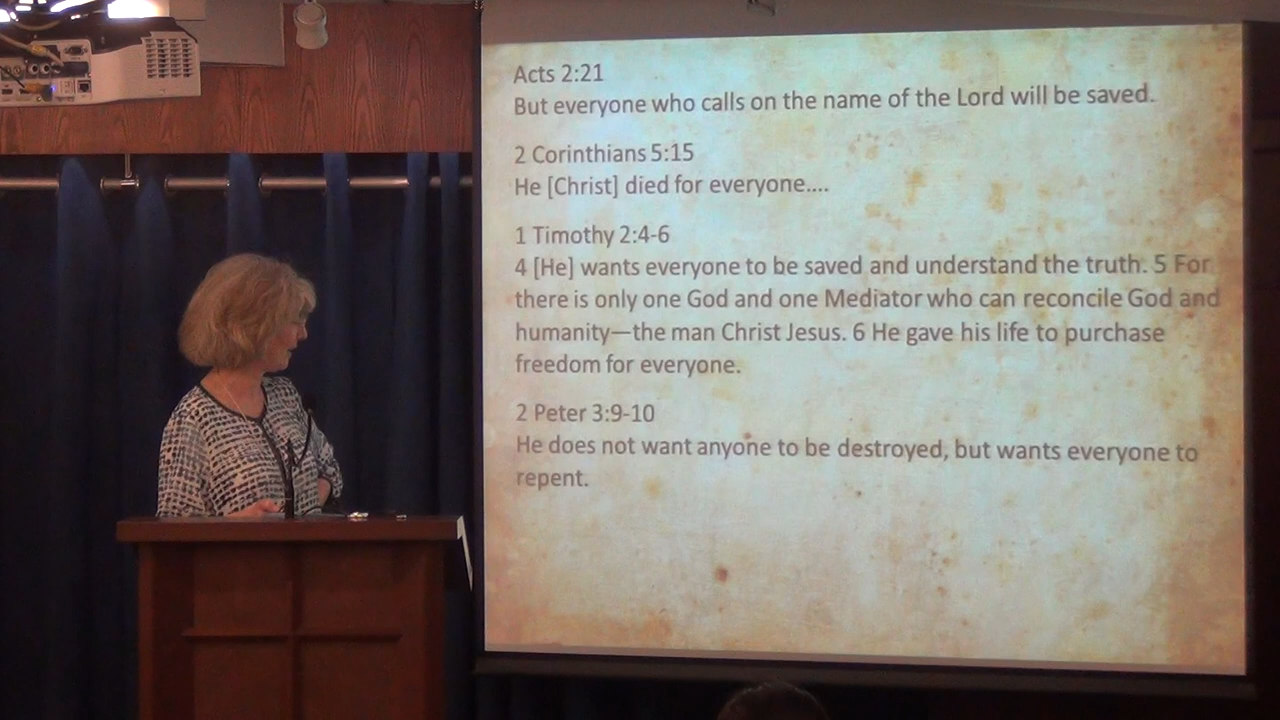 Acts 2:21
But everyone who calls on the name of the Lord will be saved.
2 Corinthians 5:15
He [Christ] died for everyone....
1 Timothy 2:4-6
4 [He] wants everyone to be saved and understand the truth. 5 For
there is only one God and one Mediator who can reconcile God and
humanity—the man Christ Jesus. 6 He gave his life to purchase
freedom for everyone.
2 Peter 3:9-10
He does not want anyone to be destroyed, but wants everyone to
repent.